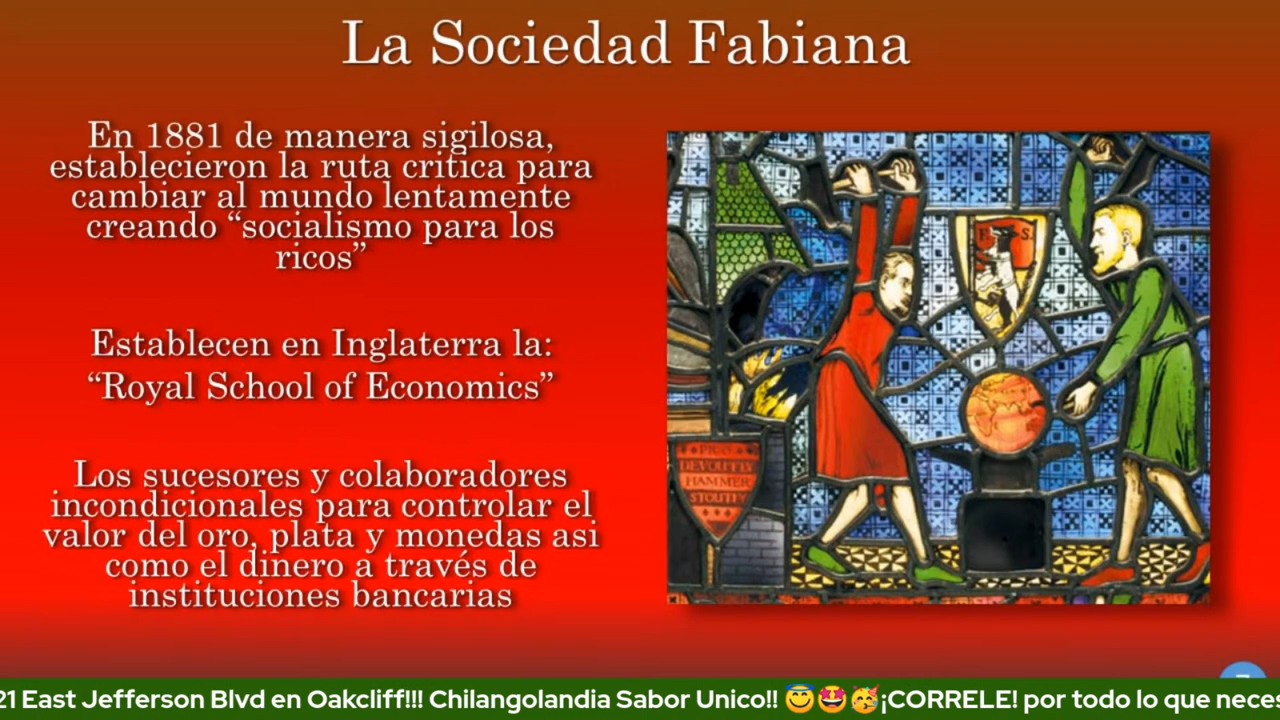 La Sociedad Fabiana
En 1881 de manera sigilosa,
establecieron la ruta critica para
cambiar al mundo lentamente
creando “socialismo para los
ricos”
Establecen en Inglaterra la:
“Royal School of Economics”
Los sucesores y colaboradores
incondicionales para controlar el
valor del oro, plata y monedas asi
como el dinero a través de
instituciones bancarias
F. S.
DEVOUTLY
HAMMER
STOUTLY
21 East Jefferson Blvd en Oakcliff!!! Chilangolandia Sabor Unico!! 😇🤩🥳¡CORRELE! por todo lo que neces